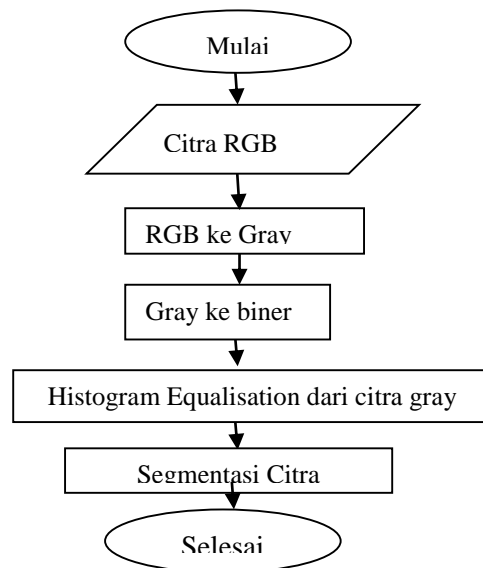 Mulai
Citra RGB
RGB ke Gray
Gray ke biner
Histogram Equalisation dari citra gray
Segmentasi Citra
Selesai